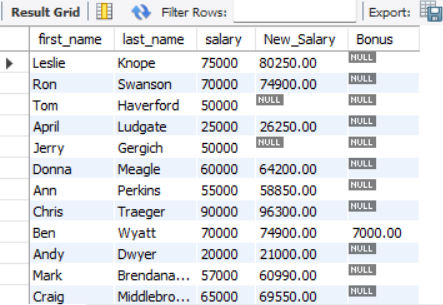 Result Grid Filter Rows: Export:
first_name last_name salary New_Salary Bonus
Leslie Knope 75000 80250.00 NULL
Ron Swanson 70000 74900.00 NULL
Tom Haverford 50000 NULL NULL
April Ludgate 25000 26250.00 NULL
Jerry Gergich 50000 NULL NULL
Donna Meagle 60000 64200.00 NULL
Ann Perkins 55000 58850.00 NULL
Chris Traeger 90000 96300.00 NULL
Ben Wyatt 70000 74900.00 7000.00
Andy Dwyer 20000 21000.00 NULL
Mark Brendana... 57000 60990.00 NULL
Craig Middlebro... 65000 69550.00 NULL